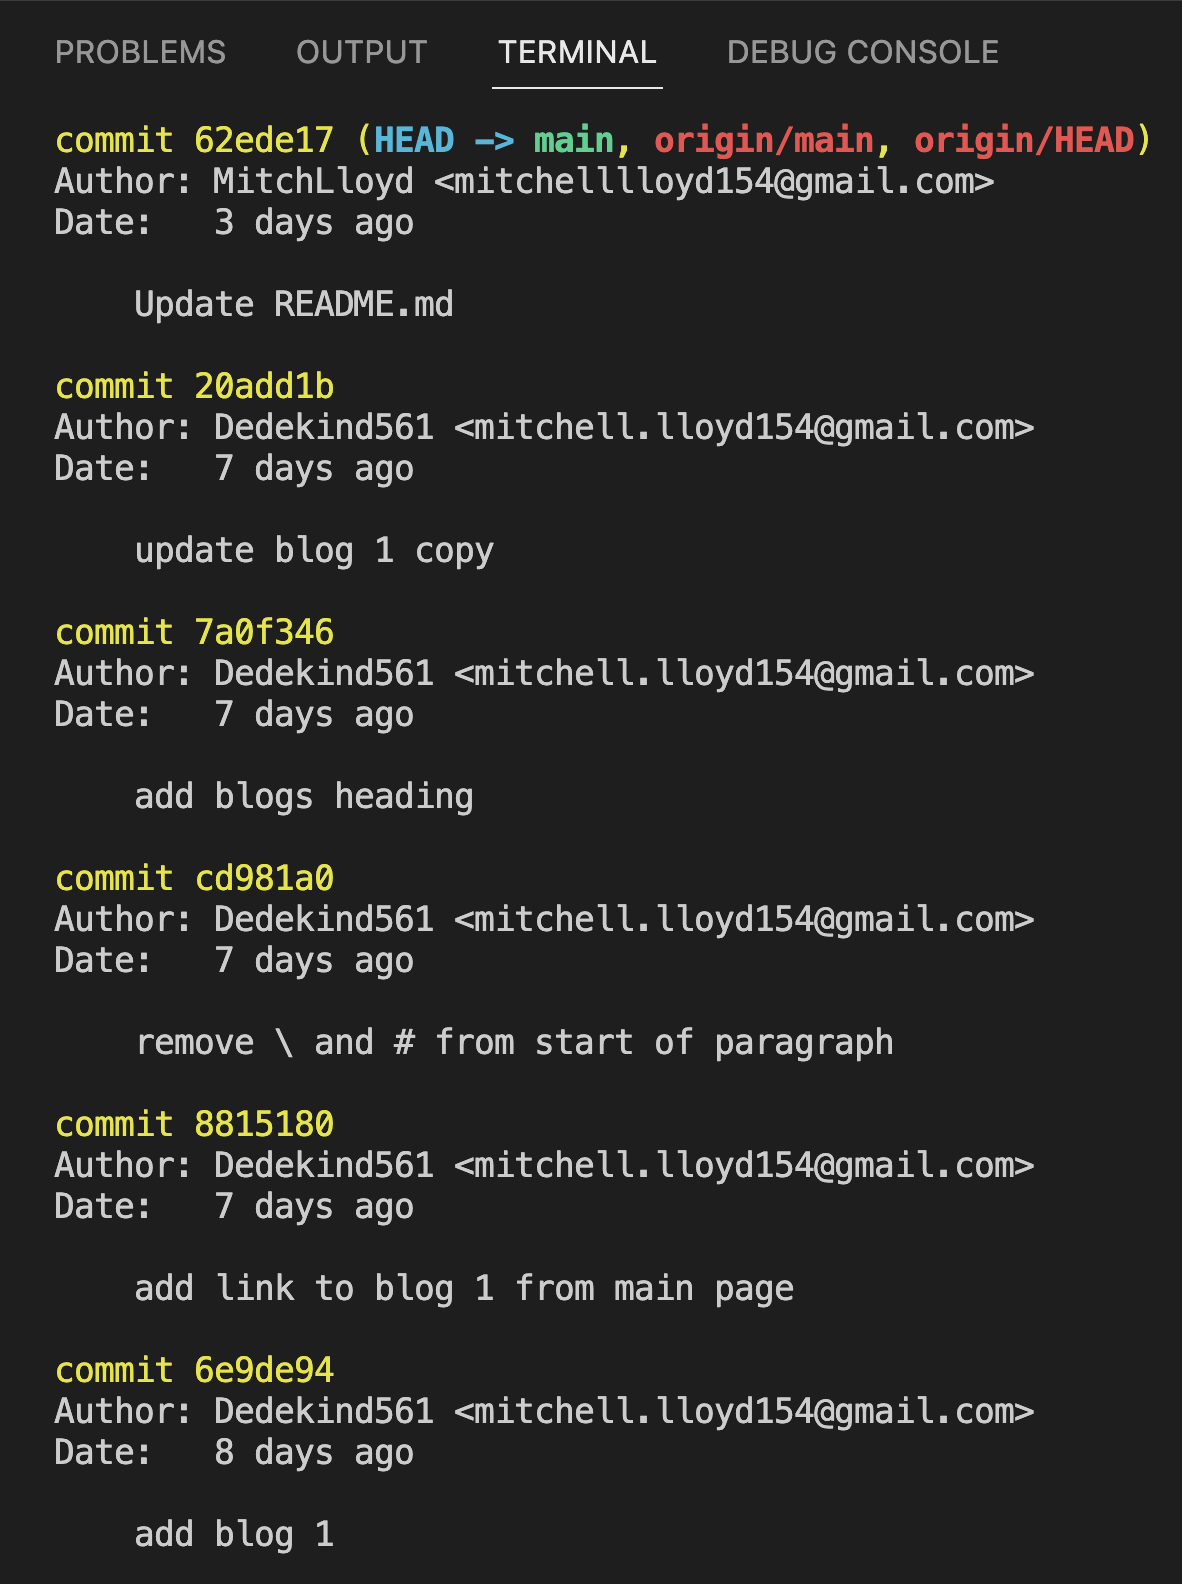 PROBLEMS OUTPUT TERMINAL DEBUG CONSOLE
commit 62ede17 (HEAD -> main, origin/main, origin/HEAD)
Author: MitchLloyd <mitchelllloyd154@gmail.com>
Date:   3 days ago
    Update README.md
commit 20add1b
Author: Dedekind561 <mitchell.lloyd154@gmail.com>
Date:   7 days ago
    update blog 1 copy
commit 7a0f346
Author: Dedekind561 <mitchell.lloyd154@gmail.com>
Date:   7 days ago
    add blogs heading
commit cd981a0
Author: Dedekind561 <mitchell.lloyd154@gmail.com>
Date:   7 days ago
    remove \ and # from start of paragraph
commit 8815180
Author: Dedekind561 <mitchell.lloyd154@gmail.com>
Date:   7 days ago
    add link to blog 1 from main page
commit 6e9de94
Author: Dedekind561 <mitchell.lloyd154@gmail.com>
Date:   8 days ago
    add blog 1